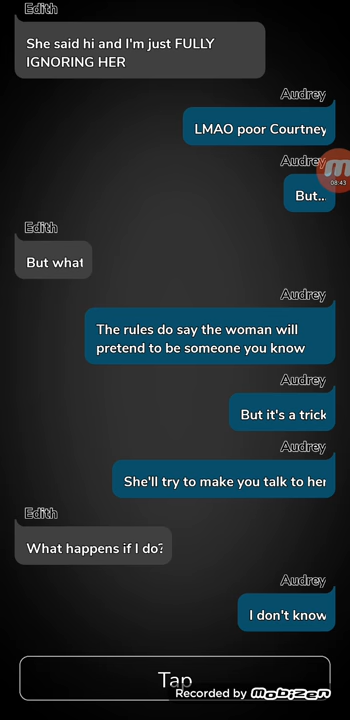 Edith
She said hi and I'm just FULLY
IGNORING HER
Audrey
LMAO poor Courtney
Audrey
But...
08:43
Edith
But what
Audrey
The rules do say the woman will
pretend to be someone you know
Audrey
But it's a trick
Audrey
She'll try to make you talk to her
Edith
What happens if I do?
Audrey
I don't know
Tap
Recorded by Mobizen